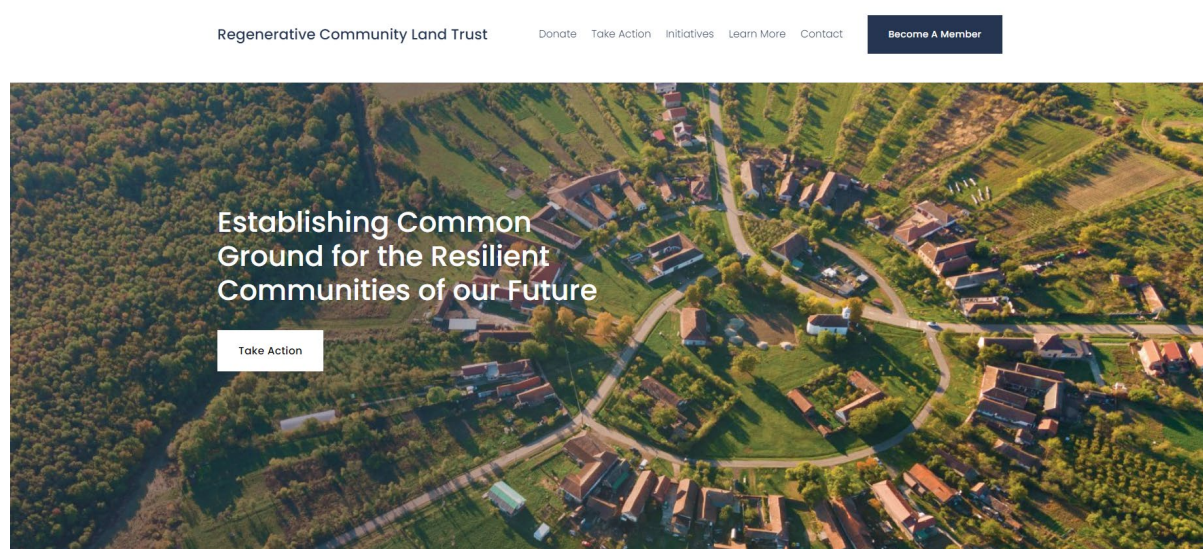 Regenerative Community Land Trust
Donate Take Action Initiatives Learn More Contact Become A Member
Establishing Common
Ground for the Resilient
Communities of our Future
Take Action